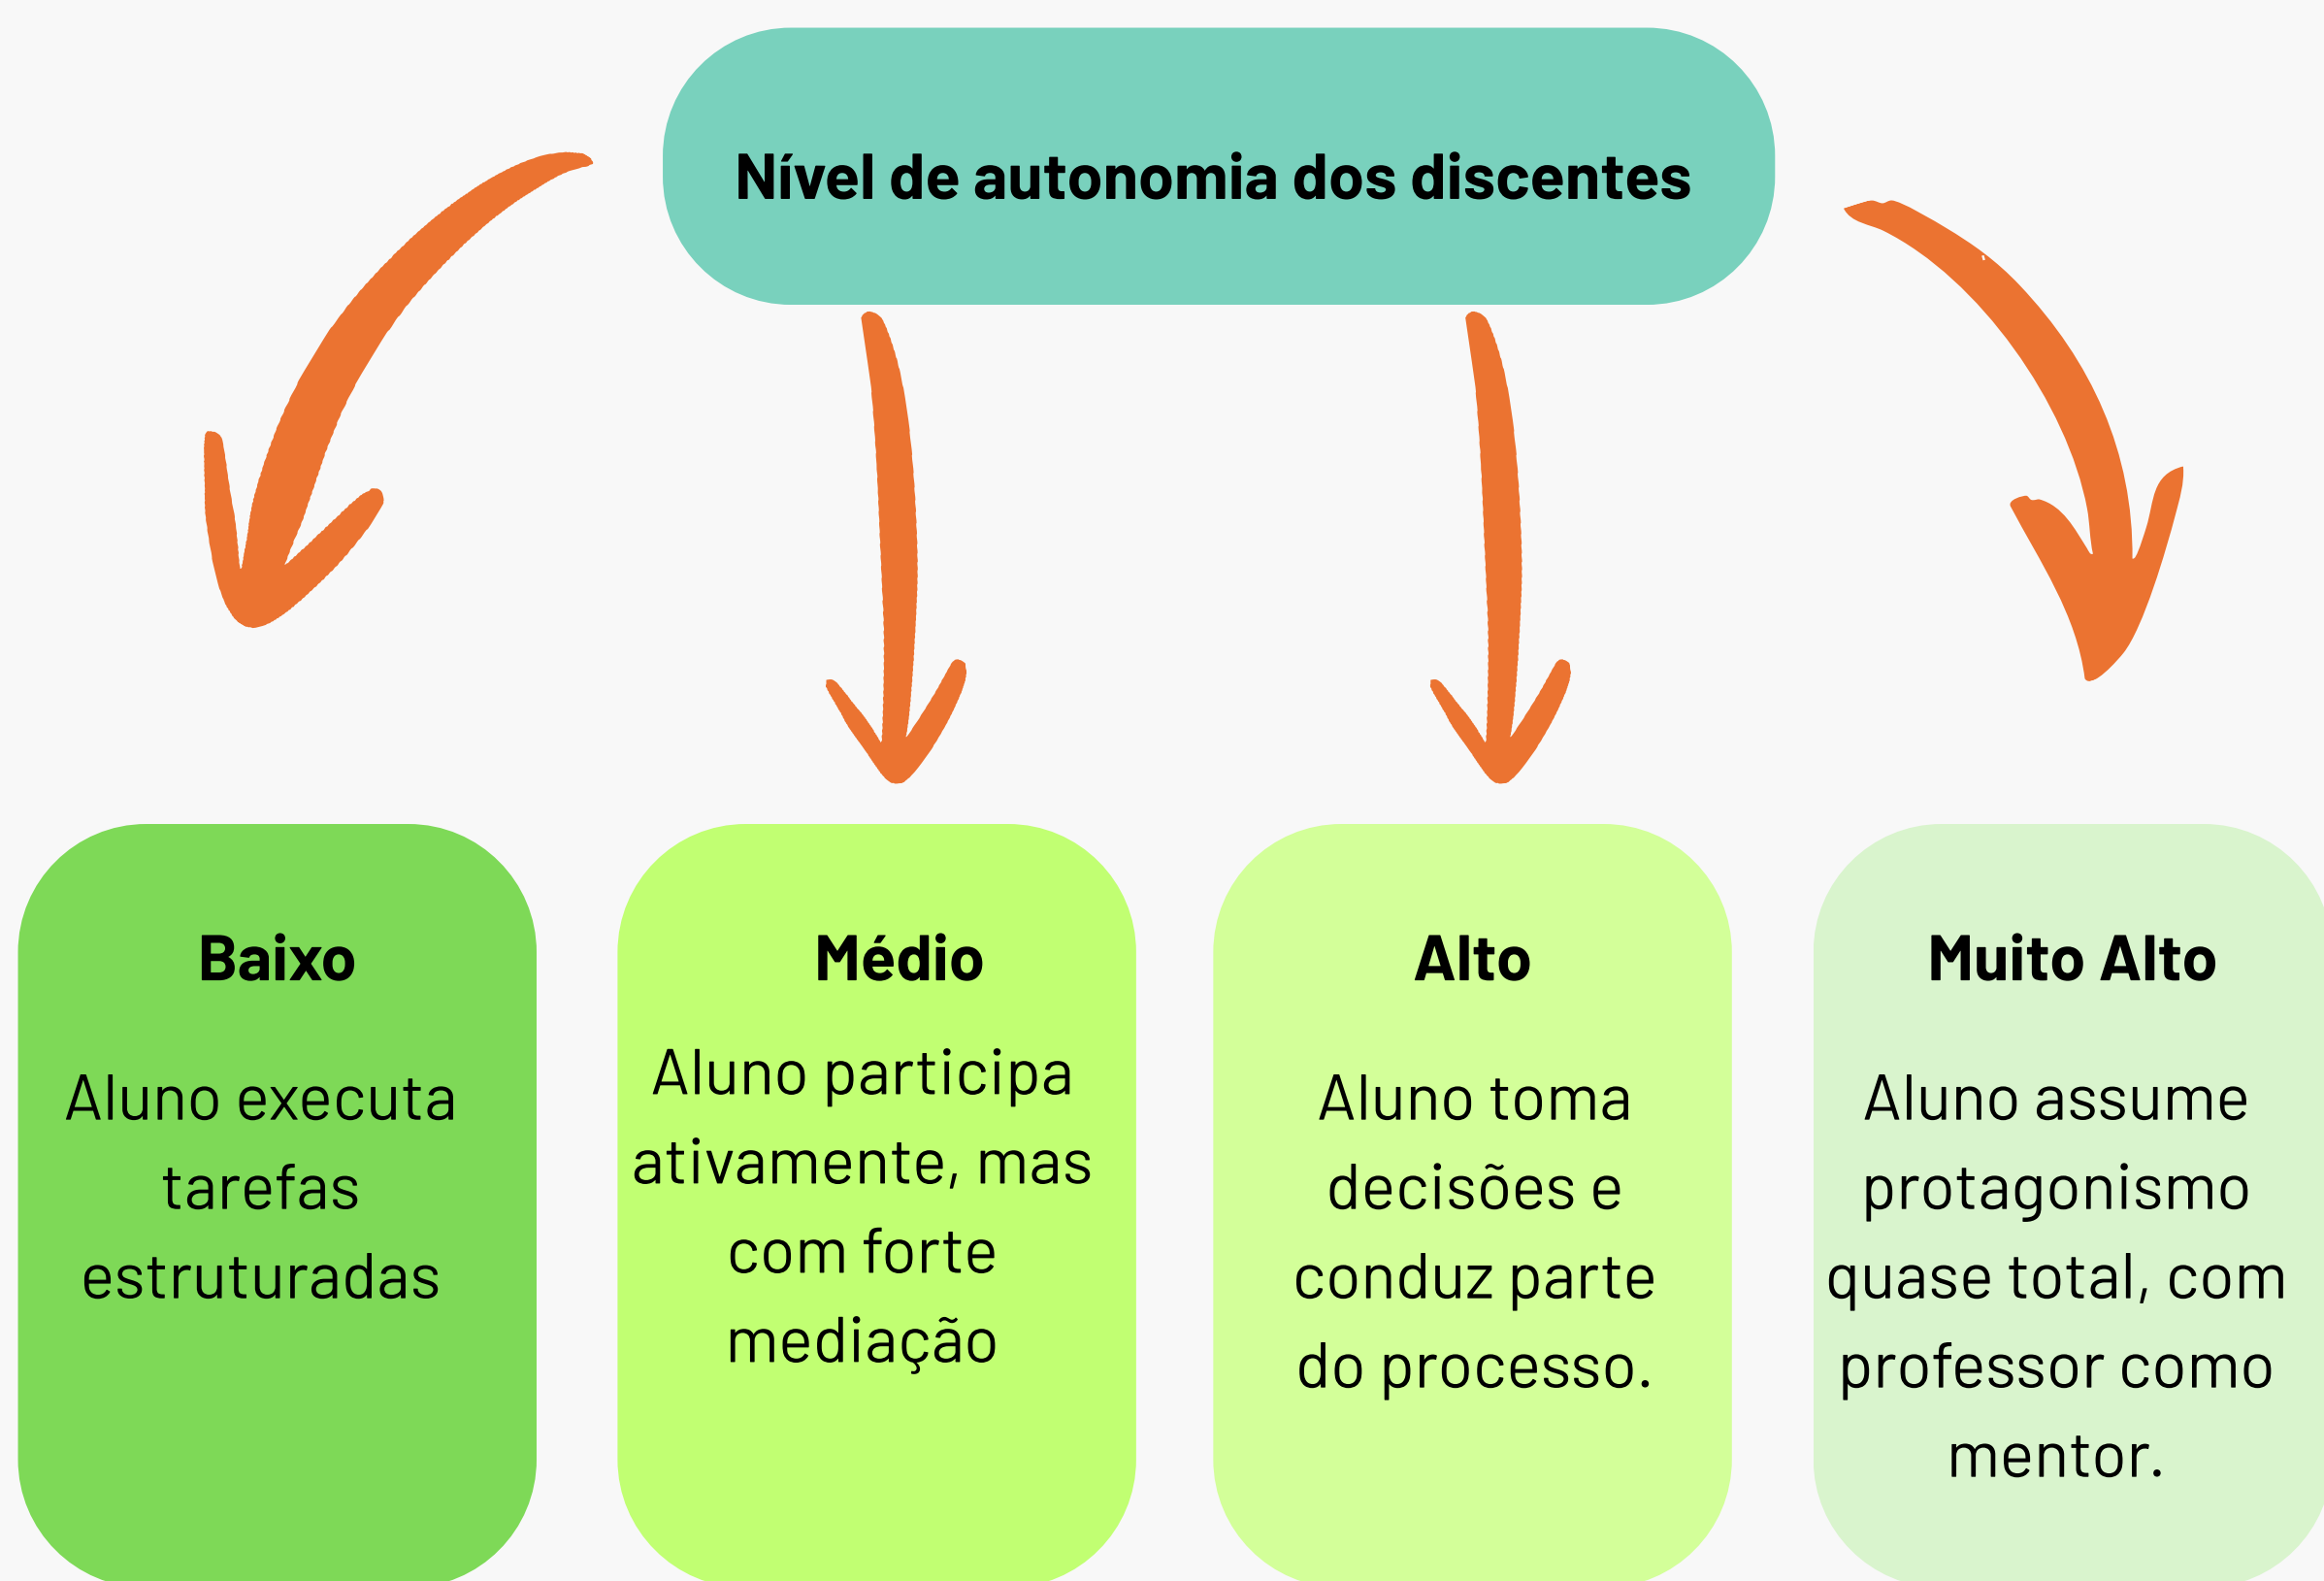 Nível de autonomia dos discentes
Baixo
Aluno executa
tarefas
estruturadas
Médio
Aluno participa
ativamente, mas
com forte
mediação
Alto
Aluno toma
decisões e
conduz parte
do processo.
Muito Alto
Aluno assume
protagonismo
quase total, com
professor como
mentor.